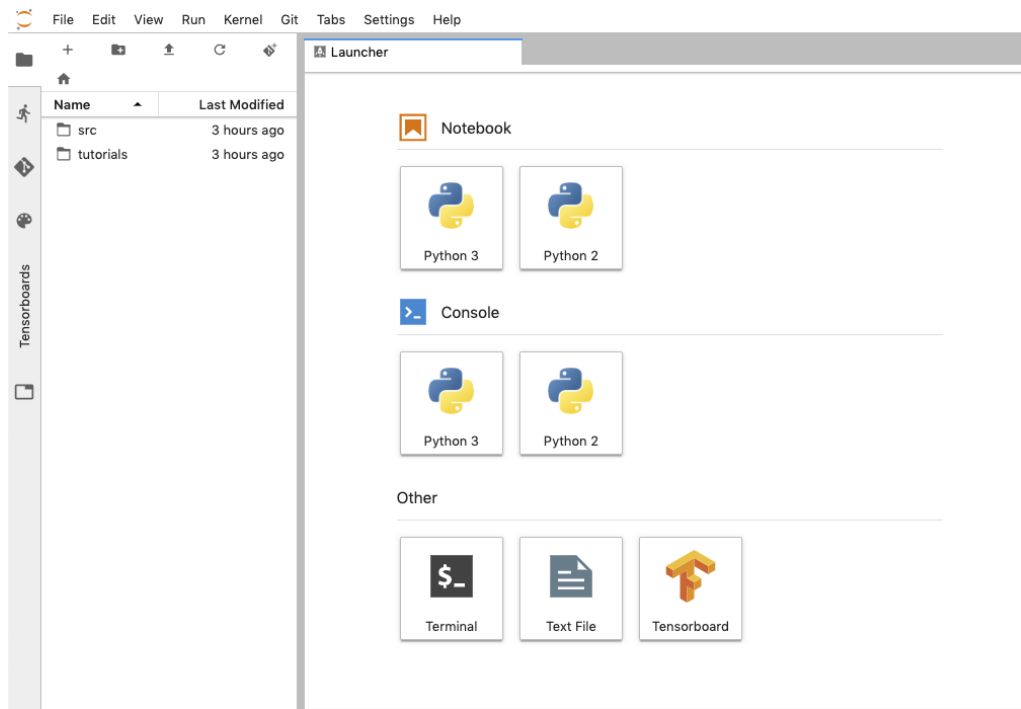 File Edit View Run Kernel Git Tabs Settings Help
Launcher
Name Last Modified
src 3 hours ago
tutorials 3 hours ago
Tensorboards
Notebook
Python 3 Python 2
Console
Python 3 Python 2
Other
$_
Terminal Text File Tensorboard